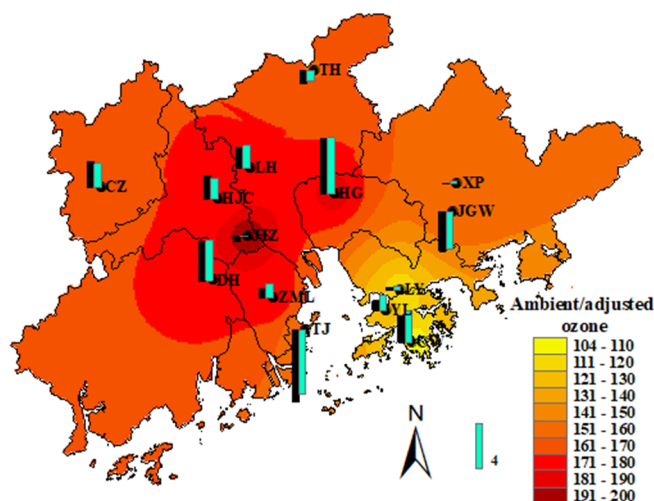 TH
LH
CZ
HJC
HG
XP
JGW
JHZ
DH
ZML
LY
YL
TJ
Ambient/adjusted
ozone
104 - 110
111 - 120
121 - 130
131 - 140
141 - 150
151 - 160
161 - 170
171 - 180
181 - 190
191 - 200
N
4